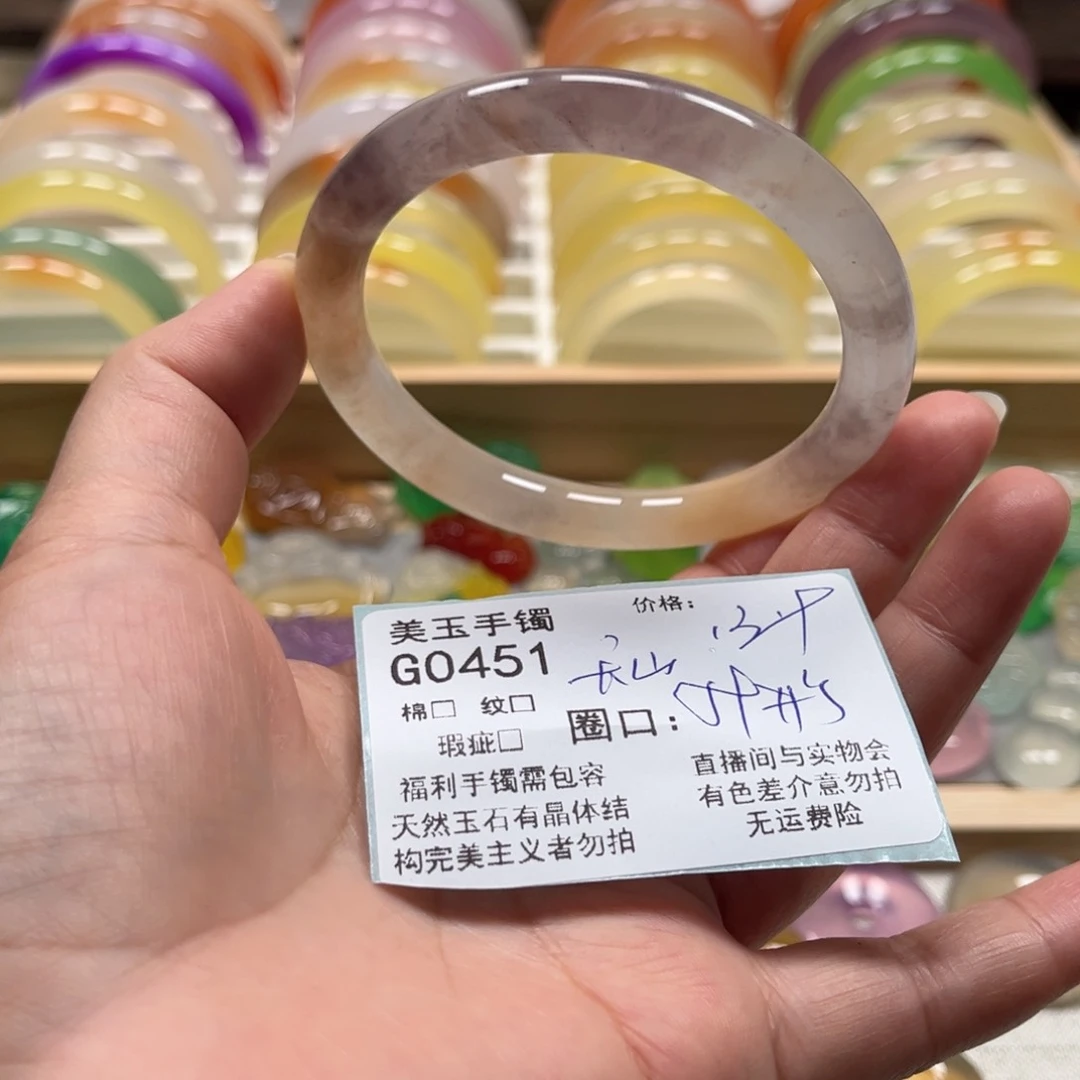 美玉手镯
价格:
G0451
棉□ 纹□
圈口:
瑕疵□
福利手镯需包容
天然玉石有晶体结
构完美主义者勿拍
直播间与实物会
有色差介意勿拍
无运费险